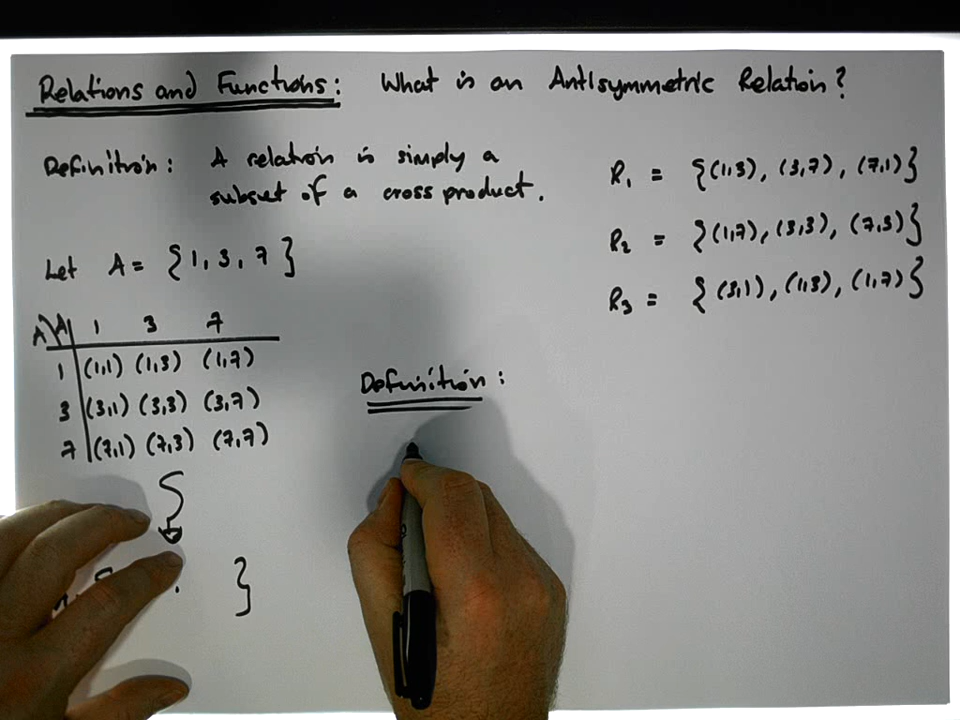 Relations and Functions: What is an Antisymmetric Relation?
Definition: A relation is simply a
subset of a cross product.
Let A = {1, 3, 7}
A\A 1 3 7
1 (1,1) (1,3) (1,7)
3 (3,1) (3,3) (3,7)
7 (7,1) (7,3) (7,7)
}
R1 = {(1,3), (3,7), (7,1)}
R2 = {(1,7), (3,3), (7,3)}
R3 = {(3,1), (1,3), (1,7)}
Definition: